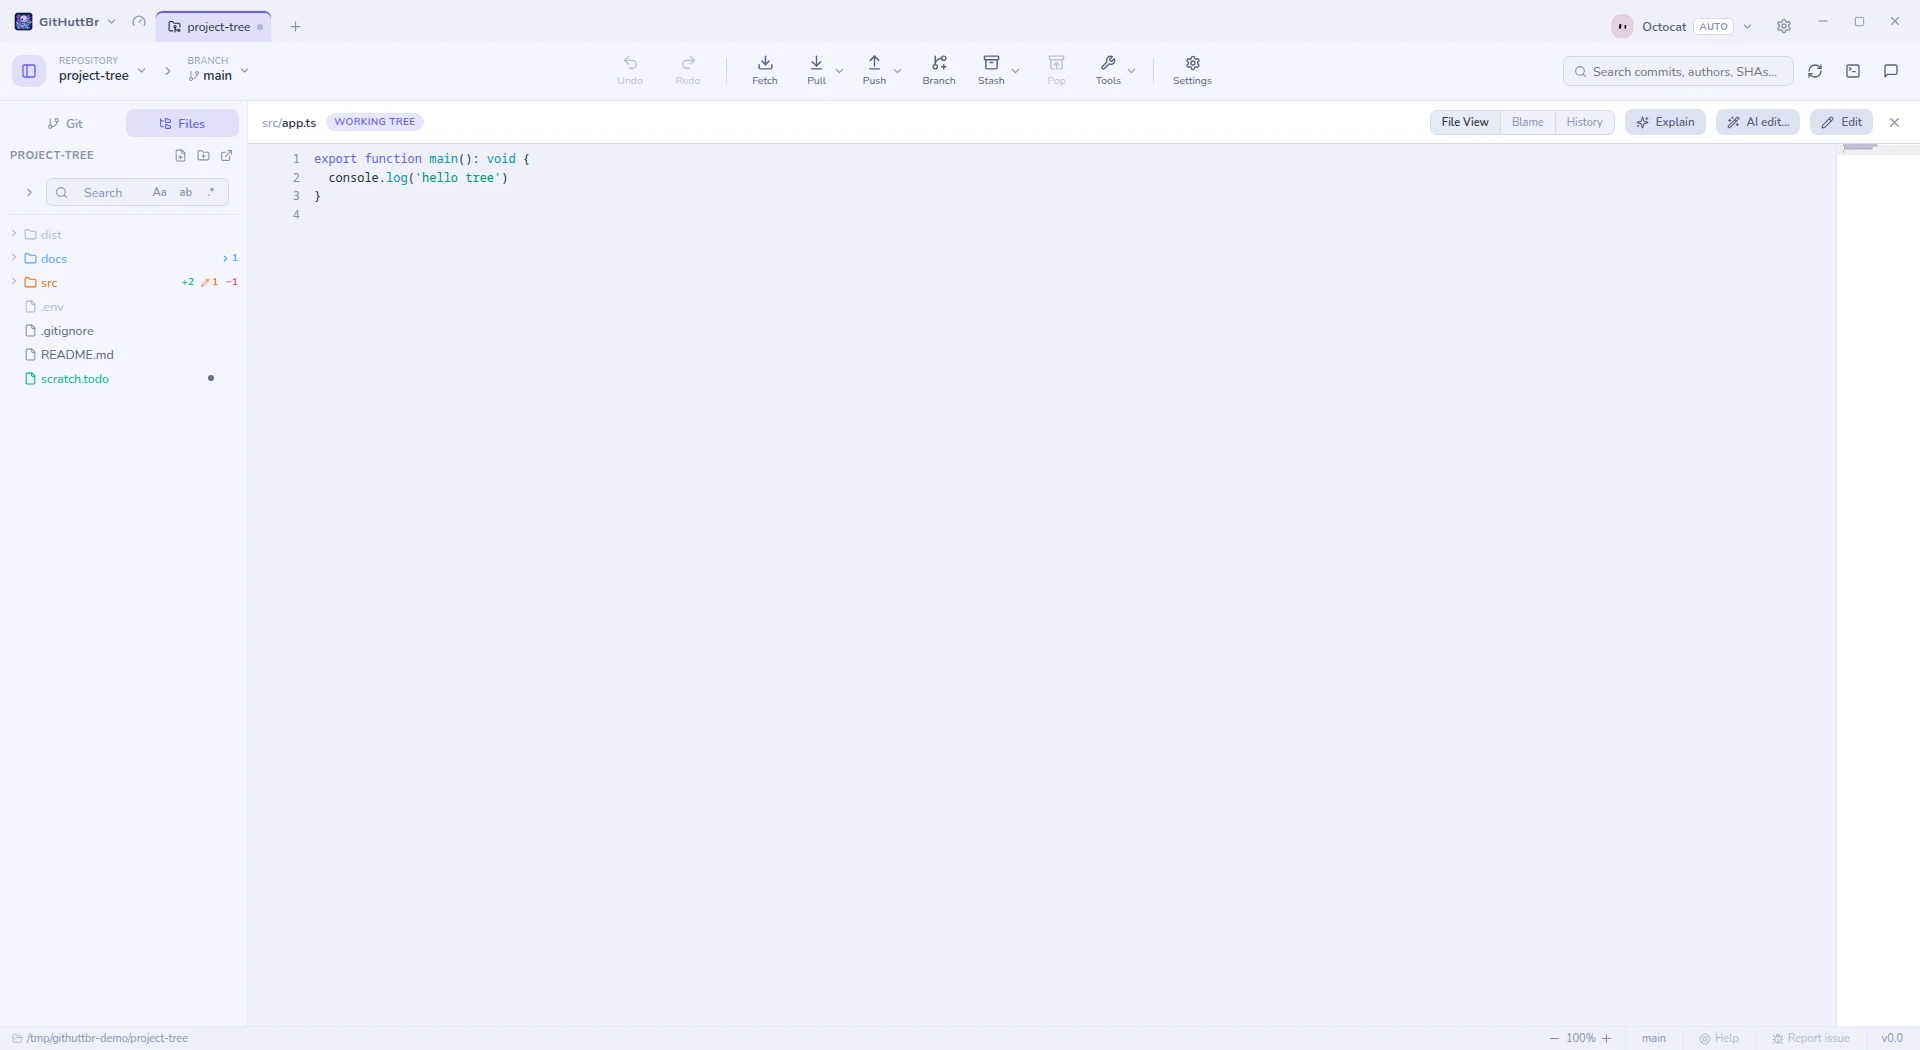 GitHuttBr
project-tree
Octocat AUTO
REPOSITORY
project-tree
BRANCH
main
Undo
Redo
Fetch
Pull
Push
Branch
Stash
Pop
Tools
Settings
Search commits, authors, SHAs...
Git
Files
src/app.ts WORKING TREE
File View
Blame
History
Explain
AI edit...
Edit
PROJECT-TREE
Search Aa ab .*
dist
docs 1
src +2 1 −1
.env
.gitignore
README.md
scratch.todo
1 export function main(): void {
2 console.log('hello tree')
3 }
4
/tmp/githuttbr-demo/project-tree
100%
main
Help
Report issue
v0.0